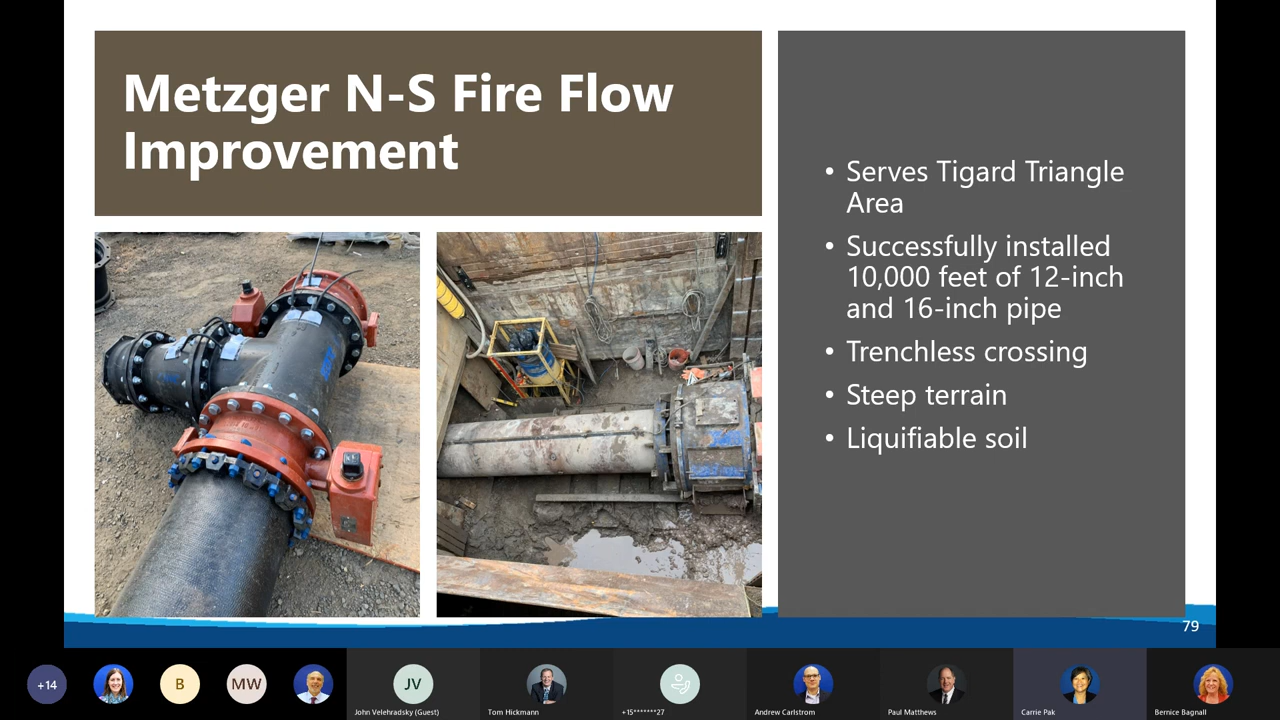 Metzger N-S Fire Flow
Improvement
• Serves Tigard Triangle
Area
• Successfully installed
10,000 feet of 12-inch
and 16-inch pipe
• Trenchless crossing
• Steep terrain
• Liquifiable soil
79
+14
B
MW
JV
John Velehradsky (Guest)
Tom Hickmann
+15*******27
Andrew Carlstrom
Paul Matthews
Carrie Pak
Bernice Bagnall